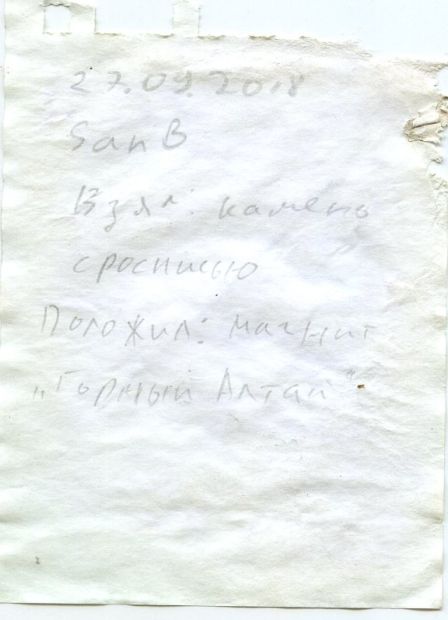 27.09.2018
SanB
Взял: камень
с росписью
Положил: магнит
„Горный Алтай"